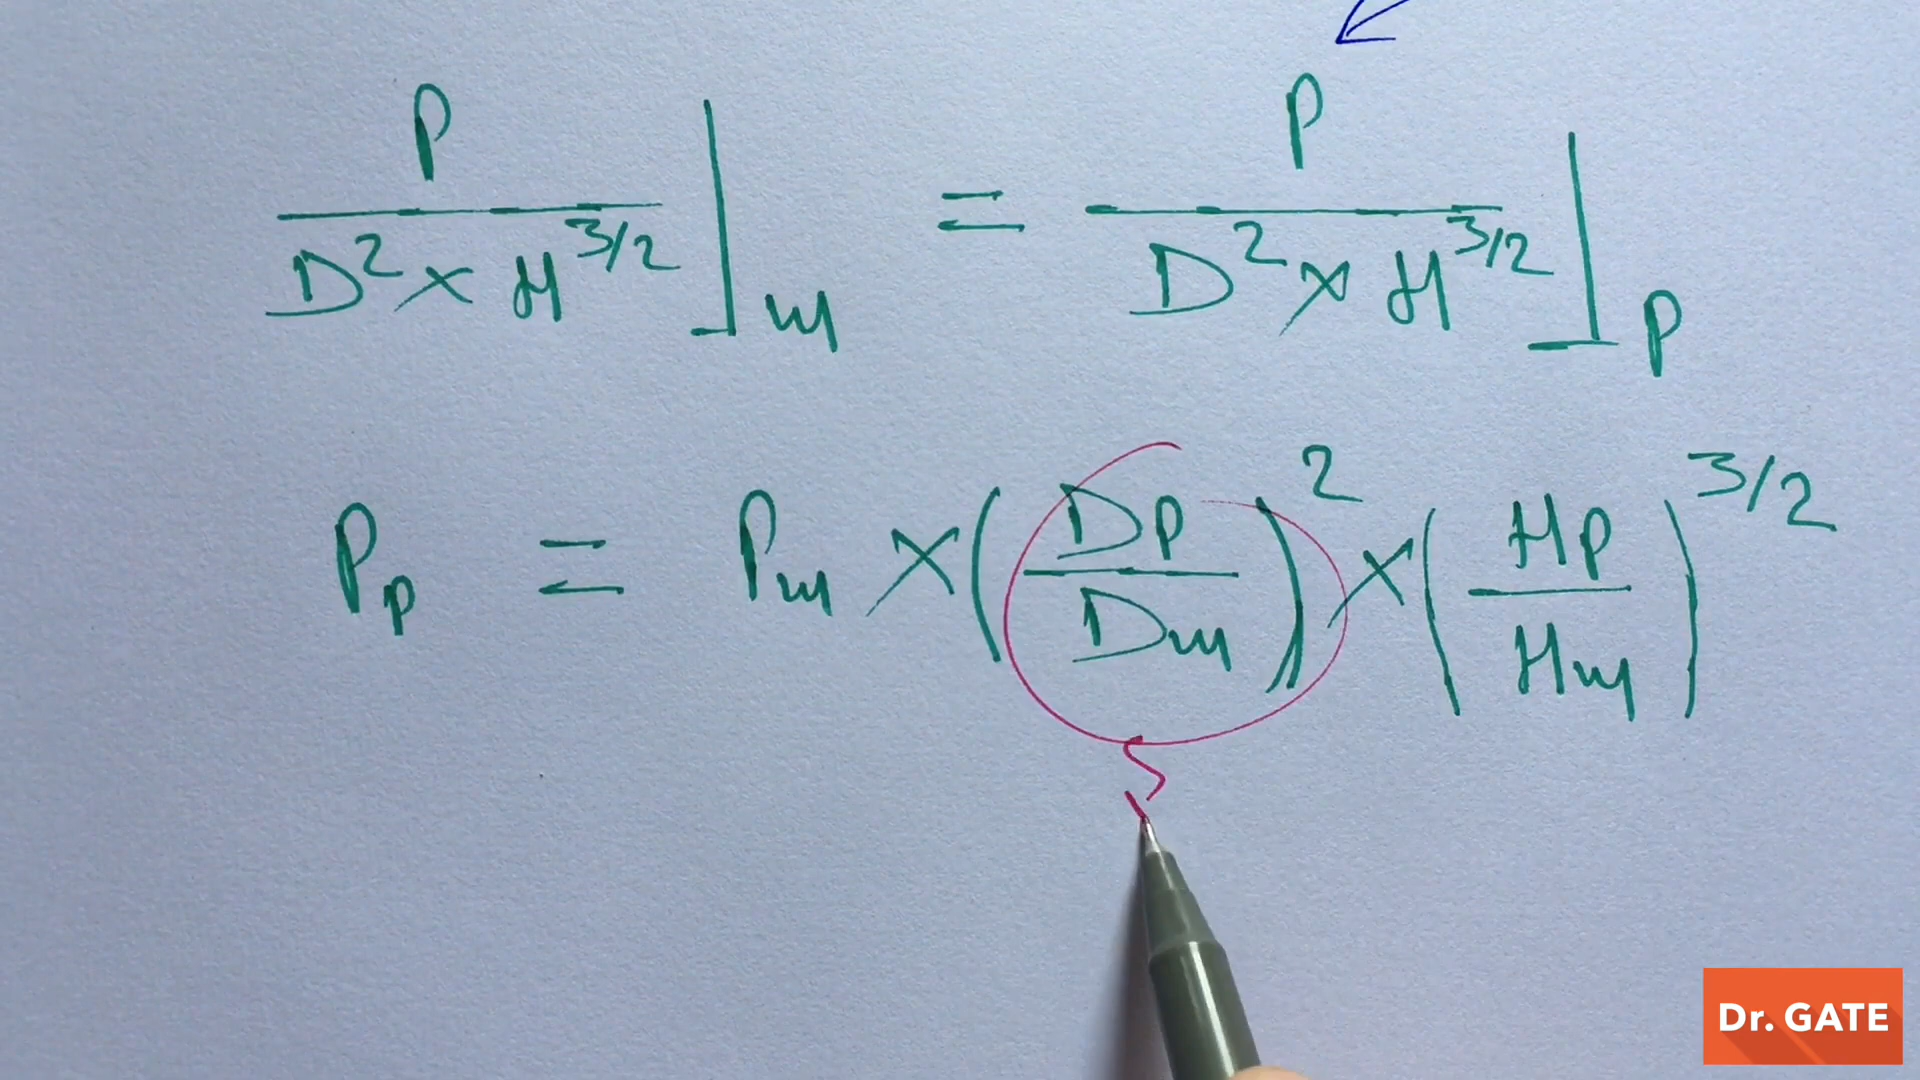 P / D² × H^3/2 ]m = P / D² × H^3/2 ]p
Pp = Pm × (Dp / Dm)² × (Hp / Hm)^3/2
Dr. GATE